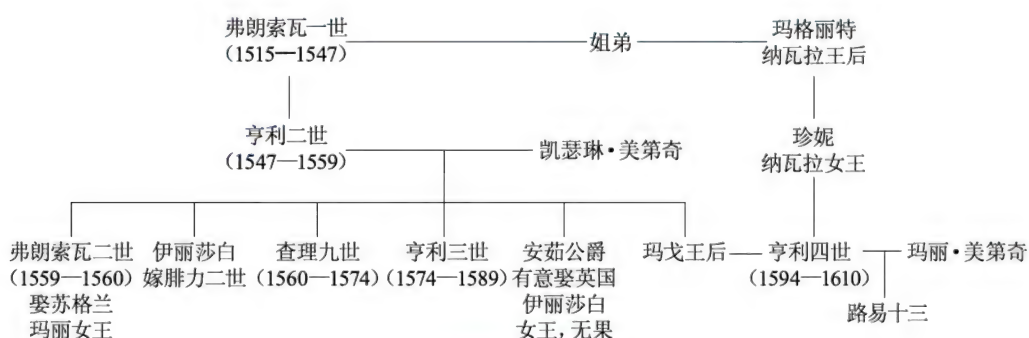 弗朗索瓦一世
(1515—1547)
姐弟
玛格丽特
纳瓦拉王后
亨利二世
(1547—1559)
凯瑟琳·美第奇
珍妮
纳瓦拉女王
弗朗索瓦二世
(1559—1560)
娶苏格兰
玛丽女王
伊丽莎白
嫁腓力二世
查理九世
(1560—1574)
亨利三世
(1574—1589)
安茹公爵
有意娶英国
伊丽莎白
女王,无果
玛戈王后
亨利四世
(1594—1610)
玛丽·美第奇
路易十三